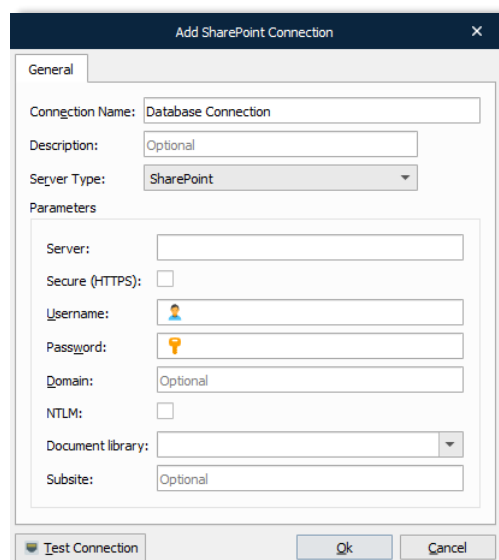 Add SharePoint Connection
General
Connection Name: Database Connection
Description: Optional
Server Type: SharePoint
Parameters
Server:
Secure (HTTPS):
Username:
Password:
Domain: Optional
NTLM:
Document library:
Subsite: Optional
Test Connection Ok Cancel